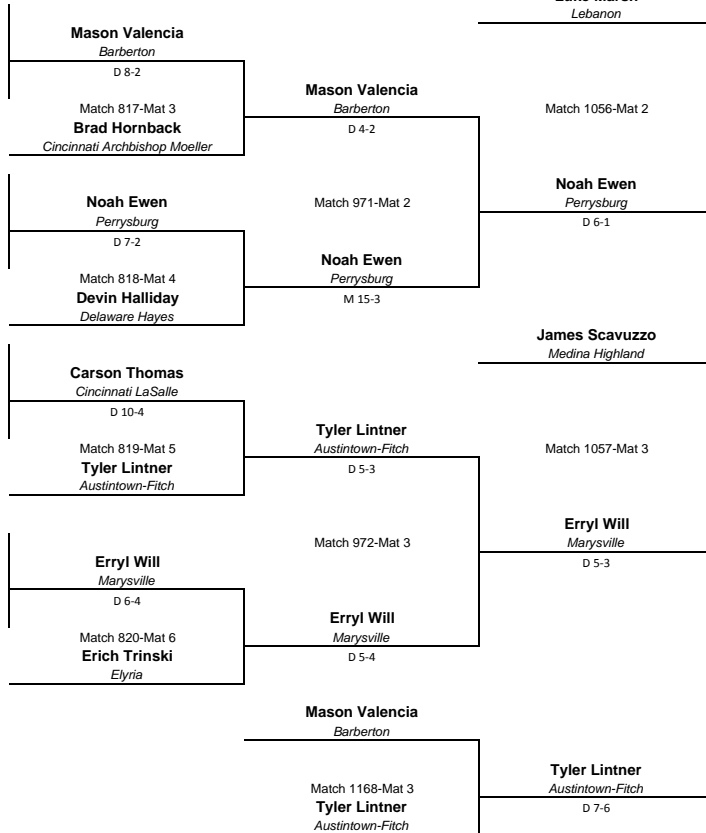 Lebanon
Mason Valencia
Barberton
D 8-2
Match 817-Mat 3
Brad Hornback
Cincinnati Archbishop Moeller
Noah Ewen
Perrysburg
D 7-2
Match 818-Mat 4
Devin Halliday
Delaware Hayes
Carson Thomas
Cincinnati LaSalle
D 10-4
Match 819-Mat 5
Tyler Lintner
Austintown-Fitch
Erryl Will
Marysville
D 6-4
Match 820-Mat 6
Erich Trinski
Elyria
Mason Valencia
Barberton
D 4-2
Match 971-Mat 2
Noah Ewen
Perrysburg
M 15-3
Tyler Lintner
Austintown-Fitch
D 5-3
Match 972-Mat 3
Erryl Will
Marysville
D 5-4
Match 1056-Mat 2
Noah Ewen
Perrysburg
D 6-1
James Scavuzzo
Medina Highland
Match 1057-Mat 3
Erryl Will
Marysville
D 5-3
Mason Valencia
Barberton
Match 1168-Mat 3
Tyler Lintner
Austintown-Fitch
Tyler Lintner
Austintown-Fitch
D 7-6